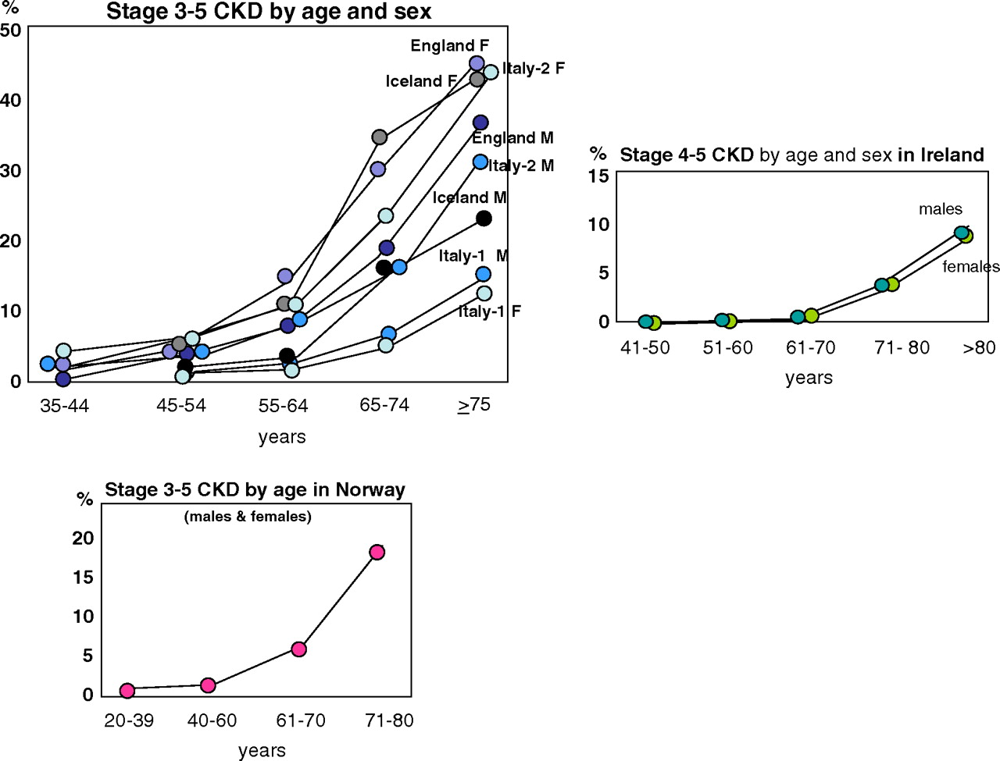 %
Stage 3-5 CKD by age and sex
50
England F
Italy-2 F
Iceland F
40
England M
30
Italy-2 M
Iceland M
20
Italy-1 M
10
Italy-1 F
0
35-44 45-54 55-64 65-74 ≥75
years
% Stage 4-5 CKD by age and sex in Ireland
15
males
10
5
females
0
41-50 51-60 61-70 71- 80 >80
years
% Stage 3-5 CKD by age in Norway
(males & females)
20
15
10
5
0
20-39 40-60 61-70 71-80
years